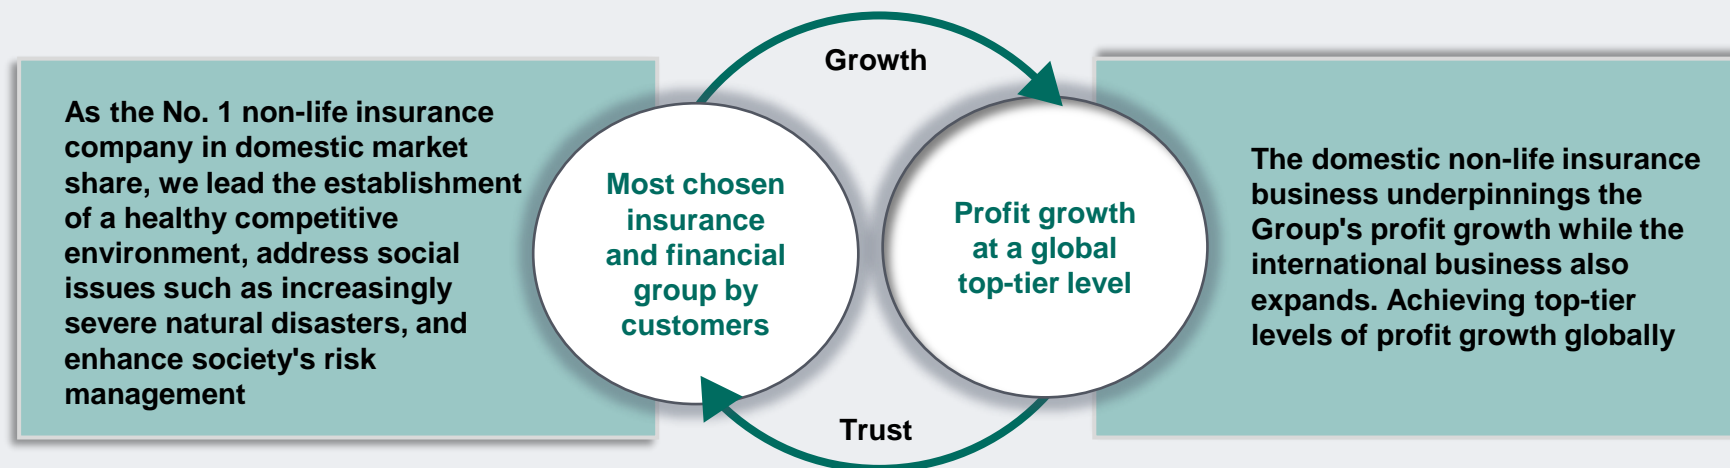 Growth
As the No. 1 non-life insurance
company in domestic market
share, we lead the establishment
of a healthy competitive
environment, address social
issues such as increasingly
severe natural disasters, and
enhance society's risk
management
Most chosen
insurance
and financial
group by
customers
Profit growth
at a global
top-tier level
The domestic non-life insurance
business underpinnings the
Group's profit growth while the
international business also
expands. Achieving top-tier
levels of profit growth globally
Trust